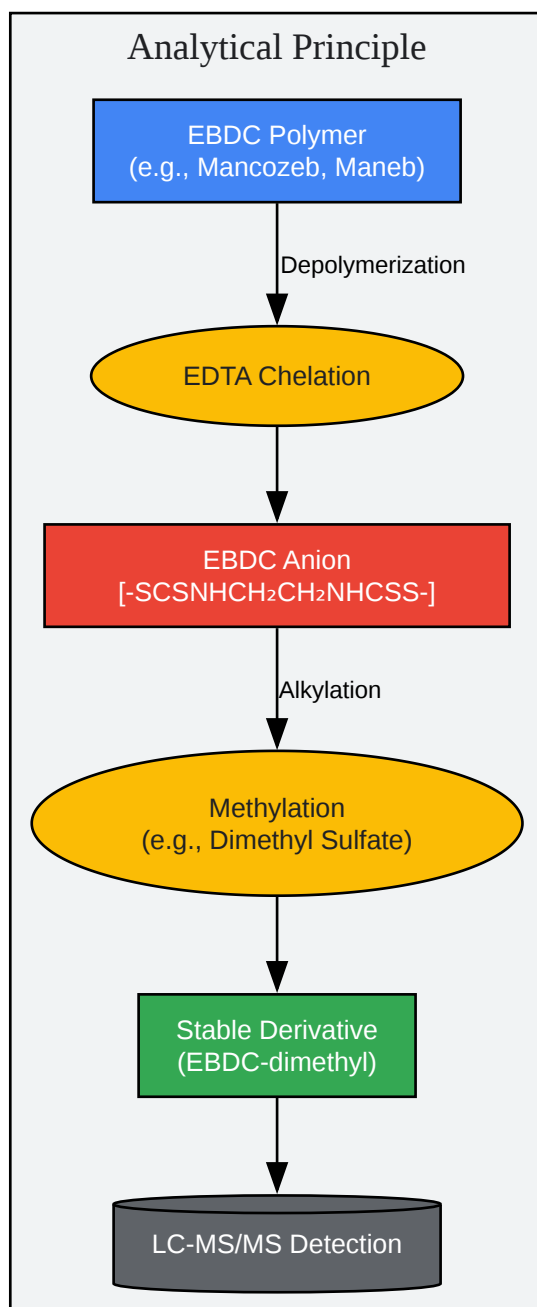 Analytical Principle
EBDC Polymer
(e.g., Mancozeb, Maneb)
Depolymerization
EDTA Chelation
EBDC Anion
[-SCSNHCH₂CH₂NHCSS-]
Alkylation
Methylation
(e.g., Dimethyl Sulfate)
Stable Derivative
(EBDC-dimethyl)
LC-MS/MS Detection